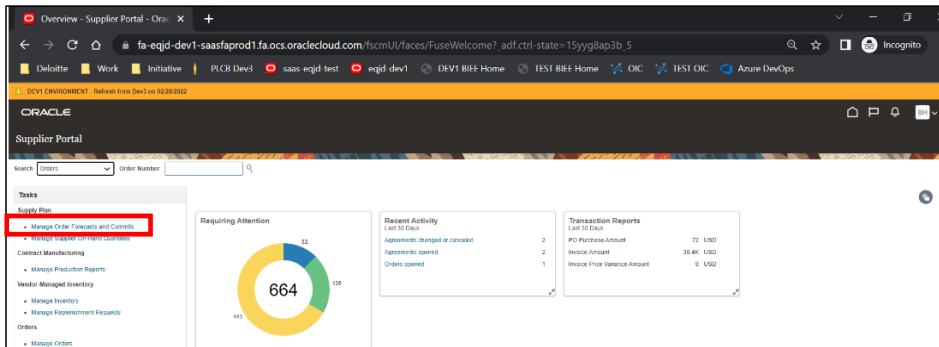 Overview - Supplier Portal - Orac
fa-eqjd-dev1-saasfaprod1.fa.ocs.oraclecloud.com/fscmUI/faces/FuseWelcome?_adf.ctrl-state=15yyg8ap3b_5
Incognito
Deloitte Work Initiative PLCB Dev3 saas-eqjd-test eqjd-dev1 DEV1 BIEE Home TEST BIEE Home OIC TEST OIC Azure DevOps
DEV1 ENVIRONMENT - Refresh from Dev3 on 02/28/2022
ORACLE
BH
Supplier Portal
Search Orders Order Number
Tasks
Supply Plan
Manage Order Forecasts and Commits
Manage Supplier On-Hand Quantities
Contract Manufacturing
Manage Production Reports
Vendor Managed Inventory
Manage Inventory
Manage Replenishment Requests
Orders
Manage Orders
Requiring Attention
82
139
664
443
Recent Activity
Last 30 Days
Agreements changed or canceled 2
Agreements opened 2
Orders opened 1
Transaction Reports
Last 30 Days
PO Purchase Amount 72 USD
Invoice Amount 38.4K USD
Invoice Price Variance Amount 0 USD